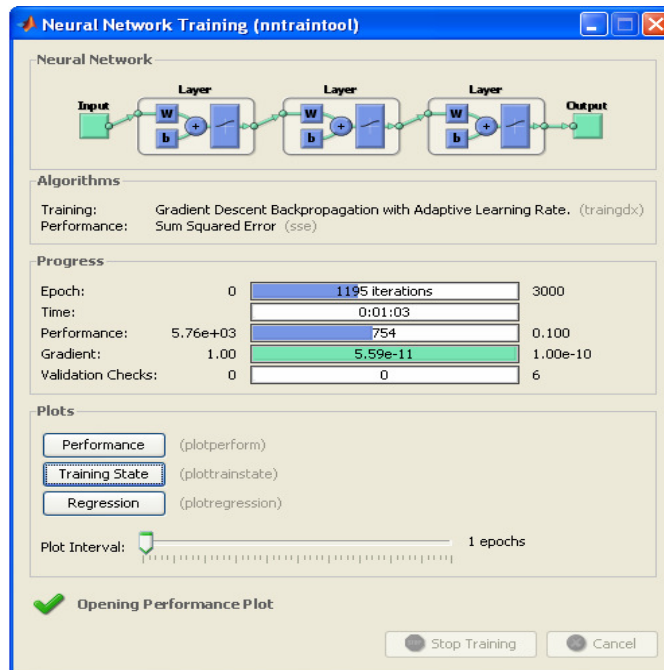 Neural Network Training (nntraintool)
Neural Network
Layer Layer Layer
Input W b + W b + W b + Output
Algorithms
Training: Gradient Descent Backpropagation with Adaptive Learning Rate. (traingdx)
Performance: Sum Squared Error (sse)
Progress
Epoch: 0 1195 iterations 3000
Time: 0:01:03
Performance: 5.76e+03 754 0.100
Gradient: 1.00 5.59e-11 1.00e-10
Validation Checks: 0 0 6
Plots
Performance (plotperform)
Training State (plottrainstate)
Regression (plotregression)
Plot Interval: 1 epochs
Opening Performance Plot
Stop Training Cancel